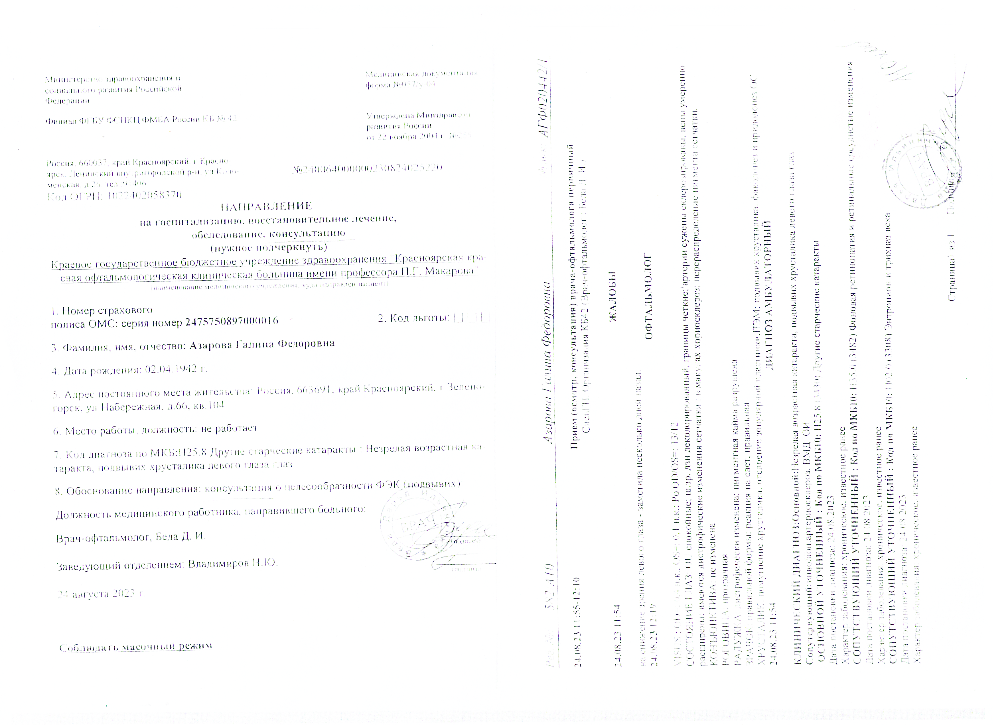 Министерство здравоохранения и
социального развития Российской
Федерации
Филиал ФГБУ ФСНКЦ ФМБА России КБ № 42
Россия, 660037, край Красноярский, г Красно-
ярск, Ленинский внутригородской р-н, ул Коло-
менская, д.26, тел. 91406
Код ОГРН: 1022402058370
Медицинская документация
форма №057/у-04
Утверждена Минздравсоц
развития России
от 22 ноября 2004 г. №255
№240064000000230824025220
НАПРАВЛЕНИЕ
на госпитализацию, восстановительное лечение,
обследование, консультацию
(нужное подчеркнуть)
Краевое государственное бюджетное учреждение здравоохранения "Красноярская кра-
евая офтальмологическая клиническая больница имени профессора П.Г. Макарова"
(наименование медицинского учреждения, куда направлен пациент)
1. Номер страхового
полиса ОМС: серия номер 2475750897000016
2. Код льготы:
3. Фамилия, имя, отчество: Азарова Галина Федоровна
4. Дата рождения: 02.04.1942 г.
5. Адрес постоянного места жительства: Россия, 663691, край Красноярский, г Зелено-
горск, ул Набережная, д.66, кв.104
6. Место работы, должность: не работает
7. Код диагноза по МКБ:H25.8 Другие старческие катаракты : Незрелая возрастная ка-
таракта, подвывих хрусталика левого глаза глаз
8. Обоснование направления: консультация о целесообразности ФЭК (подвывих)
Должность медицинского работника, направившего больного:
Врач-офтальмолог, Бела Д. И.
ВРАЧ
(подпись)
Заведующий отделением: Владимиров Н.Ю.
(подпись)
24 августа 2023 г.
Соблюдать масочный режим
582 А10 Азарова Галина Федоровна АГФ0204442/1
24.08.23 11:55-12:10 Прием (осмотр, консультация) врача-офтальмолога первичный
Организация КБ42 (Врач-офтальмолог : Бела Д. И.)
24.08.23 11:54 ЖАЛОБЫ
на снижение зрения левого глаза - заметила несколько дней назад
24.08.23 12:19 ОФТАЛЬМОЛОГ
VISUS : OD = 0,4 н.к., OS=: 0,1 н.к.; Po OD/OS=: 13/12
СОСТОЯНИЕ ГЛАЗ: OU спокойные; гл.дно: дзн деколорированный, границы четкие; артерии сужены склерозированы, вены умеренно
расширены; имеются дистрофические изменения сетчатки - в макулах хориосклероз; перераспределение пигмента сетчатки.
КОНЪЮНКТИВА: не изменена
РОГОВИЦА: прозрачная
РАДУЖКА дистрофически изменена: пигментная кайма разрушена
ЗРАЧОК: правильной формы; реакция на свет, правильная
ХРУСТАЛИК помутнение хрусталика; отслоение зонулярной пластинки,ПЭМ; подвывих хрусталика, факодонез и иридодонез ОС
24.08.23 11:54 ДИАГНОЗ АМБУЛАТОРНЫЙ
КЛИНИЧЕСКИЙ ДИАГНОЗ:Основной:Незрелая возрастная катаракта, подвывих хрусталика левого глаза глаз
Сопутствующий:инволюц.артериосклероз, ВМД ОИ
ОСНОВНОЙ УТОЧНЕННЫЙ : Код по МКБ10: H25.8 (3430) Другие старческие катаракты
Дата постановки диагноза: 24.08.2023
Характер заболевания: хроническое, известное ранее
СОПУТСТВУЮЩИЙ УТОЧНЕННЫЙ : Код по МКБ10: H35.0 (3482) Фоновая ретинопатия и ретинальные сосудистые изменения
Дата постановки диагноза: 24.08.2023
Характер заболевания: хроническое, известное ранее
СОПУТСТВУЮЩИЙ УТОЧНЕННЫЙ : Код по МКБ10: H02.0 (3308) Энтропион и трихиаз века
Дата постановки диагноза: 24.08.2023
Характер заболевания: хроническое, известное ранее
ВРАЧ
Страница1 из 1 Подпись